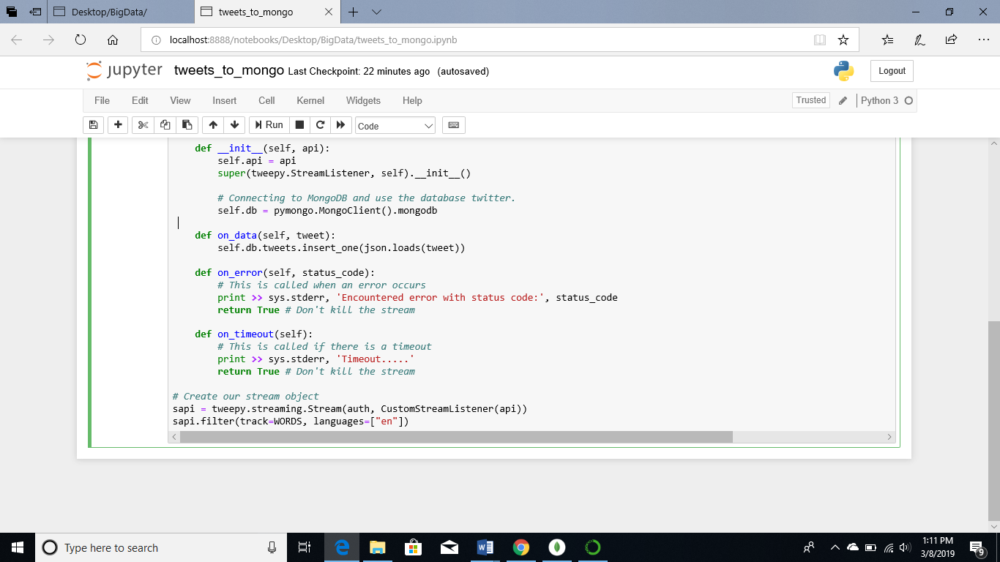 Desktop/BigData/
tweets_to_mongo
localhost:8888/notebooks/Desktop/BigData/tweets_to_mongo.ipynb
jupyter tweets_to_mongo Last Checkpoint: 22 minutes ago (autosaved)
Logout
File Edit View Insert Cell Kernel Widgets Help
Trusted
Python 3
Run
Code
def __init__(self, api):
self.api = api
super(tweepy.StreamListener, self).__init__()
# Connecting to MongoDB and use the database twitter.
self.db = pymongo.MongoClient().mongodb
def on_data(self, tweet):
self.db.tweets.insert_one(json.loads(tweet))
def on_error(self, status_code):
# This is called when an error occurs
print >> sys.stderr, 'Encountered error with status code:', status_code
return True # Don't kill the stream
def on_timeout(self):
# This is called if there is a timeout
print >> sys.stderr, 'Timeout.....'
return True # Don't kill the stream
# Create our stream object
sapi = tweepy.streaming.Stream(auth, CustomStreamListener(api))
sapi.filter(track=WORDS, languages=["en"])
Type here to search
1:11 PM
3/8/2019
9